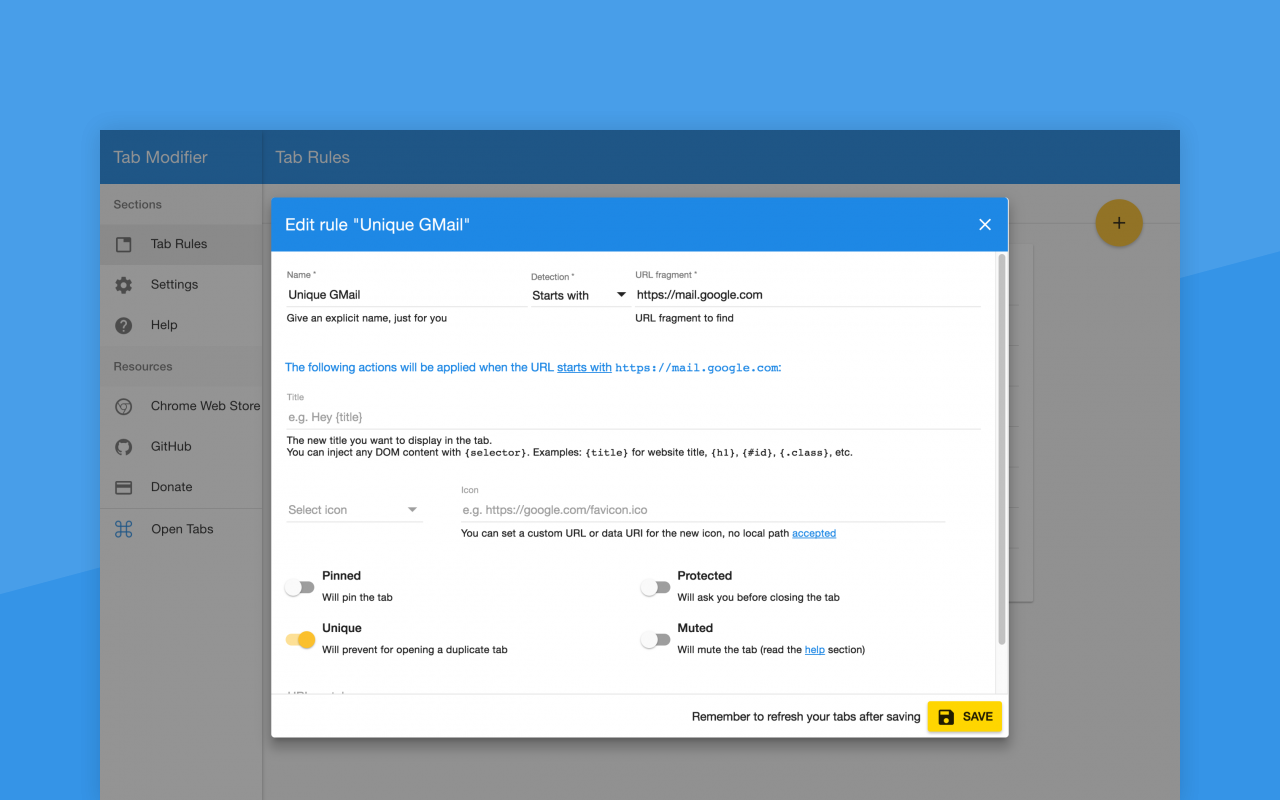 Tab Modifier
Tab Rules
Sections
Tab Rules
Settings
Help
Resources
Chrome Web Store
GitHub
Donate
Open Tabs
+
Edit rule "Unique GMail"
Name *
Detection *
URL fragment *
Unique GMail
Starts with
https://mail.google.com
Give an explicit name, just for you
URL fragment to find
The following actions will be applied when the URL starts with https://mail.google.com:
Title
e.g. Hey {title}
The new title you want to display in the tab.
You can inject any DOM content with {selector}. Examples: {title} for website title, {h1}, {#id}, {.class}, etc.
Select icon
Icon
e.g. https://google.com/favicon.ico
You can set a custom URL or data URI for the new icon, no local path accepted
Pinned
Will pin the tab
Protected
Will ask you before closing the tab
Unique
Will prevent for opening a duplicate tab
Muted
Will mute the tab (read the help section)
Remember to refresh your tabs after saving
SAVE